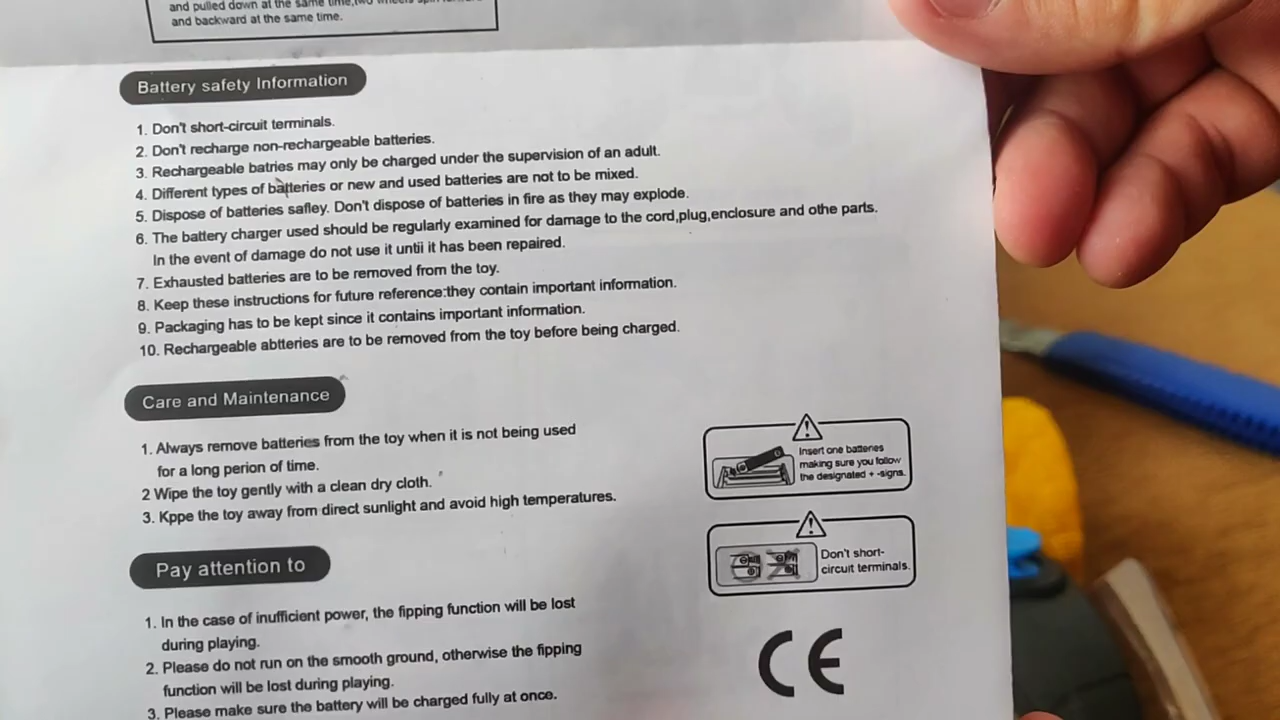 and pulled down at the same time,two wheels spin forward
and backward at the same time.
Battery safety Information
1. Don't short-circuit terminals.
2. Don't recharge non-rechargeable batteries.
3. Rechargeable batries may only be charged under the supervision of an adult.
4. Different types of batteries or new and used batteries are not to be mixed.
5. Dispose of batteries safley. Don't dispose of batteries in fire as they may explode.
6. The battery charger used should be regularly examined for damage to the cord,plug,enclosure and othe parts.
In the event of damage do not use it until it has been repaired.
7. Exhausted batteries are to be removed from the toy.
8. Keep these instructions for future reference:they contain important information.
9. Packaging has to be kept since it contains important information.
10. Rechargeable abtteries are to be removed from the toy before being charged.
Care and Maintenance
1. Always remove batteries from the toy when it is not being used
for a long perion of time.
2 Wipe the toy gently with a clean dry cloth.
3. Kppe the toy away from direct sunlight and avoid high temperatures.
Insert one batteries
making sure you follow
the designated + -signs.
Don't short-
circuit terminals.
Pay attention to
1. In the case of inufficient power, the fipping function will be lost
during playing.
2. Please do not run on the smooth ground, otherwise the fipping
function will be lost during playing.
3. Please make sure the battery will be charged fully at once.
CE